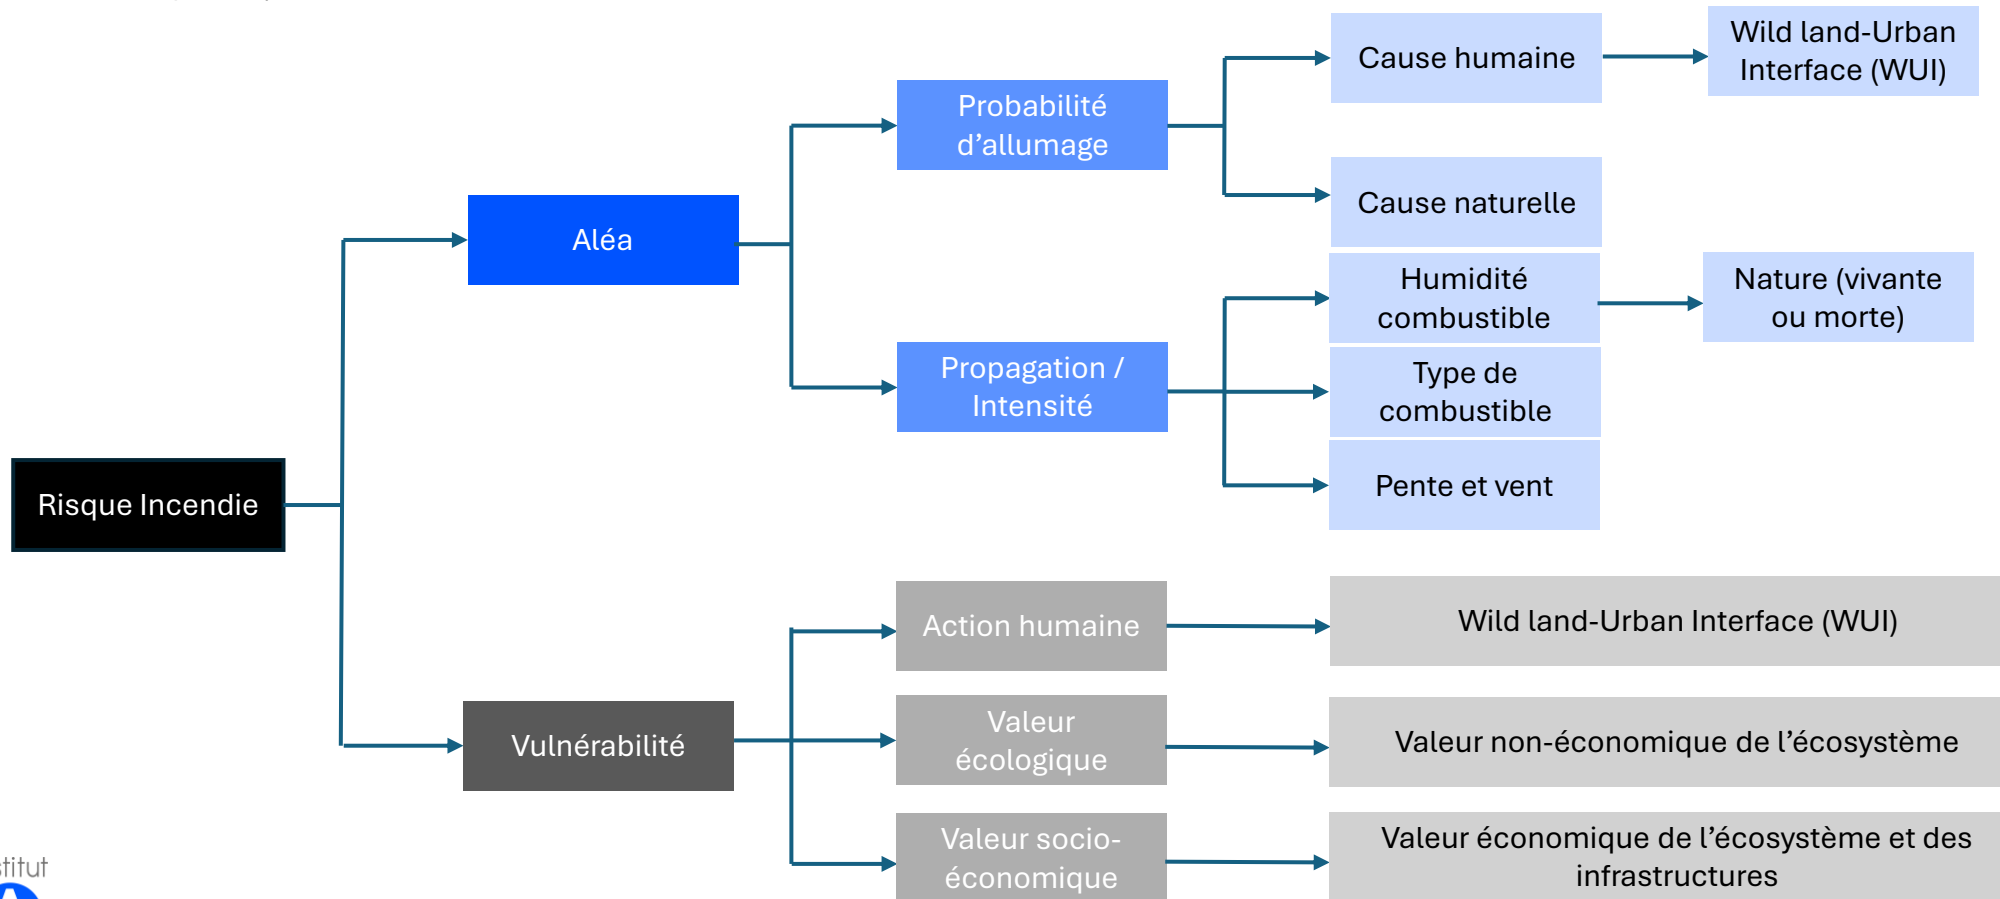 Cause humaine
Wild land-Urban
Interface (WUI)
Probabilité
d'allumage
Cause naturelle
Aléa
Humidité
combustible
Nature (vivante
ou morte)
Propagation /
Intensité
Type de
combustible
Pente et vent
Risque Incendie
Action humaine
Wild land-Urban Interface (WUI)
Vulnérabilité
Valeur
écologique
Valeur non-économique de l'écosystème
Valeur socio-
économique
Valeur économique de l'écosystème et des
infrastructures